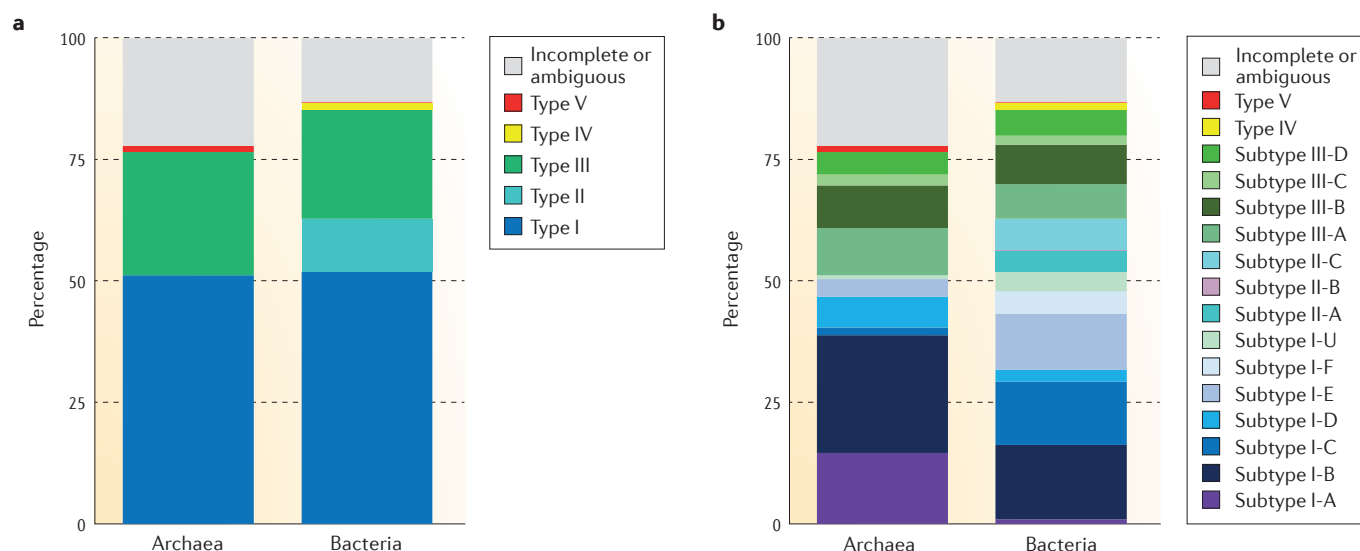 a
100
75
50
25
0
Percentage
Archaea
Bacteria
Incomplete or
ambiguous
Type V
Type IV
Type III
Type II
Type I
b
100
75
50
25
0
Percentage
Archaea
Bacteria
Incomplete or
ambiguous
Type V
Type IV
Subtype III-D
Subtype III-C
Subtype III-B
Subtype III-A
Subtype II-C
Subtype II-B
Subtype II-A
Subtype I-U
Subtype I-F
Subtype I-E
Subtype I-D
Subtype I-C
Subtype I-B
Subtype I-A